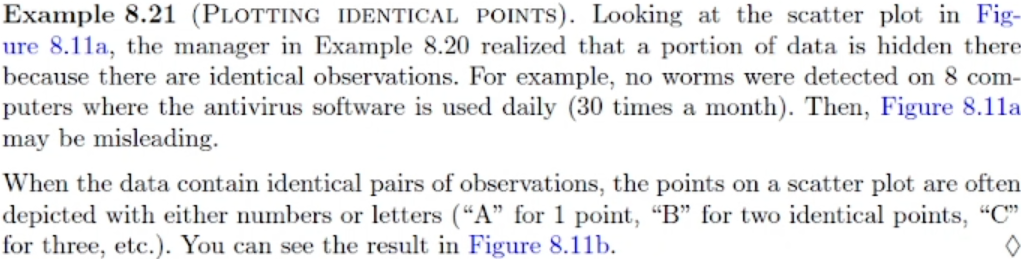 Example 8.21 (Plotting identical points). Looking at the scatter plot in Fig-
ure 8.11a, the manager in Example 8.20 realized that a portion of data is hidden there
because there are identical observations. For example, no worms were detected on 8 com-
puters where the antivirus software is used daily (30 times a month). Then, Figure 8.11a
may be misleading.
When the data contain identical pairs of observations, the points on a scatter plot are often
depicted with either numbers or letters (“A” for 1 point, “B” for two identical points, “C”
for three, etc.). You can see the result in Figure 8.11b. ◊